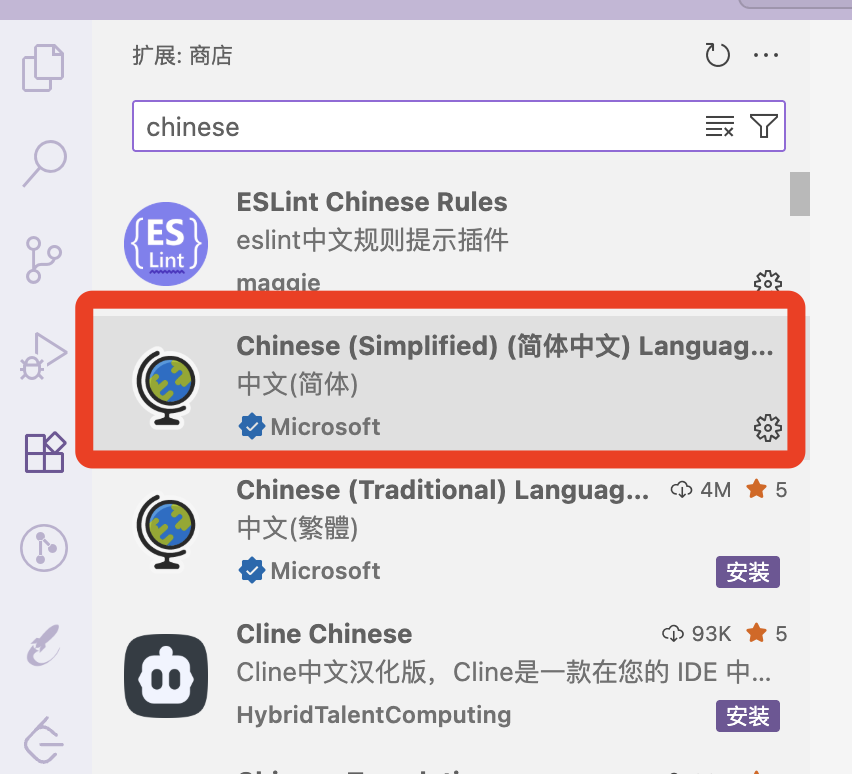 扩展: 商店
chinese
ESLint Chinese Rules
eslint中文规则提示插件
maggie
ES
Lint
Chinese (Simplified) (简体中文) Languag...
中文(简体)
Microsoft
Chinese (Traditional) Languag... 4M 5
中文(繁體)
Microsoft 安装
Cline Chinese 93K 5
Cline中文汉化版，Cline是一款在您的 IDE 中...
HybridTalentComputing 安装